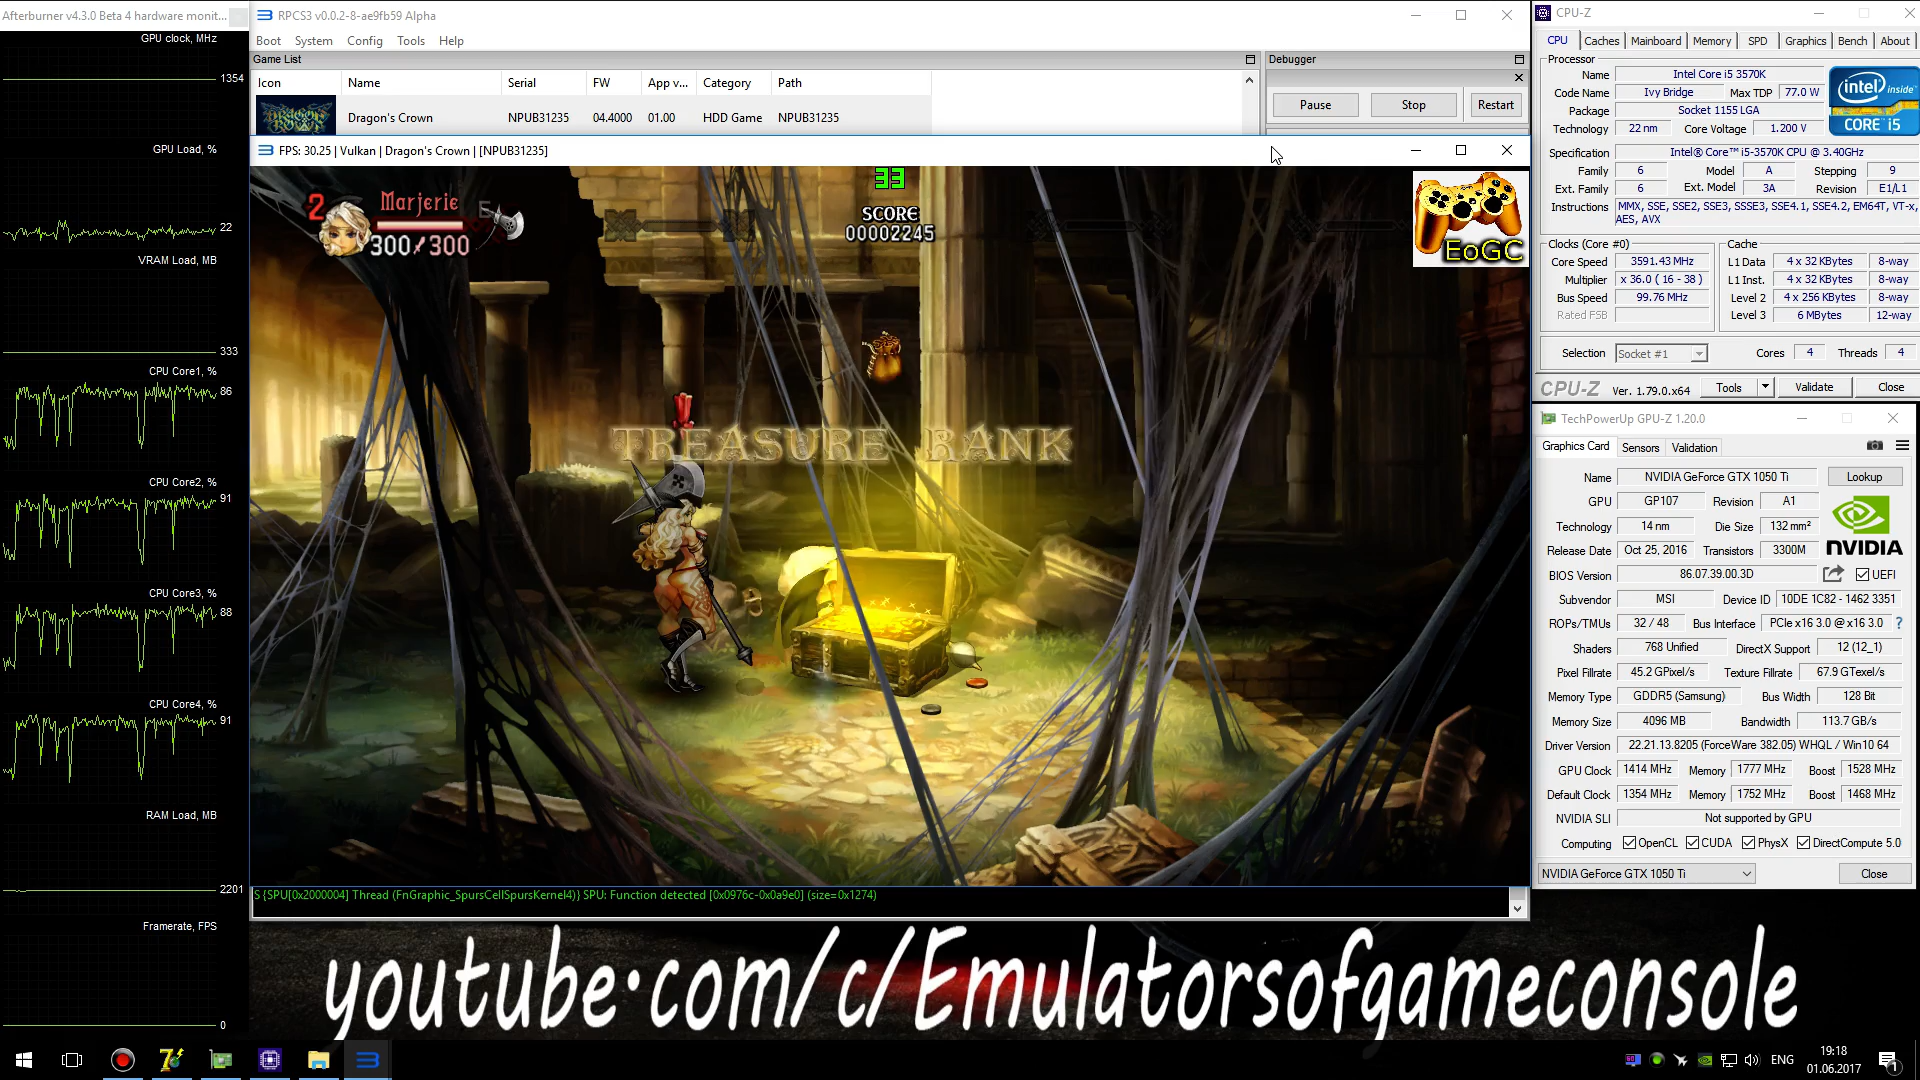 Afterburner v4.3.0 Beta 4 hardware monit...
GPU clock, MHz
1354
GPU Load, %
22
VRAM Load, MB
333
CPU Core1, %
86
CPU Core2, %
91
CPU Core3, %
88
CPU Core4, %
91
RAM Load, MB
2201
Framerate, FPS
0
RPCS3 v0.0.2-8-ae9fb59 Alpha
Boot System Config Tools Help
Game List
Icon Name Serial FW App v... Category Path
DRAGON'S CROWN Dragon's Crown NPUB31235 04.4000 01.00 HDD Game NPUB31235
Debugger
Pause Stop Restart
FPS: 30.25 | Vulkan | Dragon's Crown | [NPUB31235]
33
2 Marjerie
300/300
SCORE
00002245
EoGC
TREASURE RANK
S {SPU[0x2000004] Thread (FnGraphic_SpursCellSpursKernel4)} SPU: Function detected [0x0976c-0x0a9e0] (size=0x1274)
youtube.com/c/Emulatorsofgameconsole
CPU-Z
CPU Caches Mainboard Memory SPD Graphics Bench About
Processor
Name Intel Core i5 3570K
Code Name Ivy Bridge Max TDP 77.0 W
Package Socket 1155 LGA
Technology 22 nm Core Voltage 1.200 V
intel inside
CORE i5
Specification Intel® Core™ i5-3570K CPU @ 3.40GHz
Family 6 Model A Stepping 9
Ext. Family 6 Ext. Model 3A Revision E1/L1
Instructions MMX, SSE, SSE2, SSE3, SSSE3, SSE4.1, SSE4.2, EM64T, VT-x,
AES, AVX
Clocks (Core #0)
Core Speed 3591.43 MHz
Multiplier x 36.0 ( 16 - 38 )
Bus Speed 99.76 MHz
Rated FSB
Cache
L1 Data 4 x 32 KBytes 8-way
L1 Inst. 4 x 32 KBytes 8-way
Level 2 4 x 256 KBytes 8-way
Level 3 6 MBytes 12-way
Selection Socket #1 Cores 4 Threads 4
CPU-Z Ver. 1.79.0.x64 Tools Validate Close
TechPowerUp GPU-Z 1.20.0
Graphics Card Sensors Validation
Name NVIDIA GeForce GTX 1050 Ti Lookup
GPU GP107 Revision A1
Technology 14 nm Die Size 132 mm²
Release Date Oct 25, 2016 Transistors 3300M
NVIDIA
BIOS Version 86.07.39.00.3D UEFI
Subvendor MSI Device ID 10DE 1C82 - 1462 3351
ROPs/TMUs 32 / 48 Bus Interface PCIe x16 3.0 @ x16 3.0 ?
Shaders 768 Unified DirectX Support 12 (12_1)
Pixel Fillrate 45.2 GPixel/s Texture Fillrate 67.9 GTexel/s
Memory Type GDDR5 (Samsung) Bus Width 128 Bit
Memory Size 4096 MB Bandwidth 113.7 GB/s
Driver Version 22.21.13.8205 (ForceWare 382.05) WHQL / Win10 64
GPU Clock 1414 MHz Memory 1777 MHz Boost 1528 MHz
Default Clock 1354 MHz Memory 1752 MHz Boost 1468 MHz
NVIDIA SLI Not supported by GPU
Computing OpenCL CUDA PhysX DirectCompute 5.0
NVIDIA GeForce GTX 1050 Ti Close
ENG
19:18
01.06.2017
1